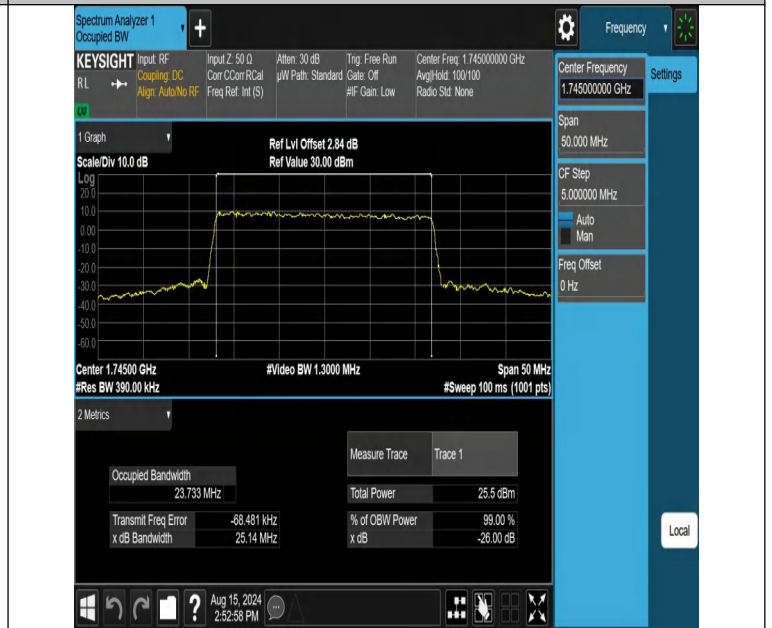 Spectrum Analyzer 1
Occupied BW
+
Frequency
KEYSIGHT
RL
Input: RF
Coupling: DC
Align: Auto/No RF
Input Z: 50 Ω
Corr CCorr RCal
Freq Ref: Int (S)
Atten: 30 dB
µW Path: Standard
Trig: Free Run
Gate: Off
#IF Gain: Low
Center Freq: 1.745000000 GHz
Avg|Hold: 100/100
Radio Std: None
Center Frequency
1.745000000 GHz
Settings
Span
50.000 MHz
CF Step
5.000000 MHz
Auto
Man
Freq Offset
0 Hz
1 Graph
Scale/Div 10.0 dB
Ref Lvl Offset 2.84 dB
Ref Value 30.00 dBm
Log
20.0
10.0
0.00
-10.0
-20.0
-30.0
-40.0
-50.0
-60.0
Center 1.74500 GHz
#Video BW 1.3000 MHz
Span 50 MHz
#Res BW 390.00 kHz
#Sweep 100 ms (1001 pts)
2 Metrics
Measure Trace
Trace 1
Occupied Bandwidth
23.733 MHz
Total Power
25.5 dBm
Transmit Freq Error
-68.481 kHz
% of OBW Power
99.00 %
x dB Bandwidth
25.14 MHz
x dB
-26.00 dB
Local
?
Aug 15, 2024
2:52:58 PM